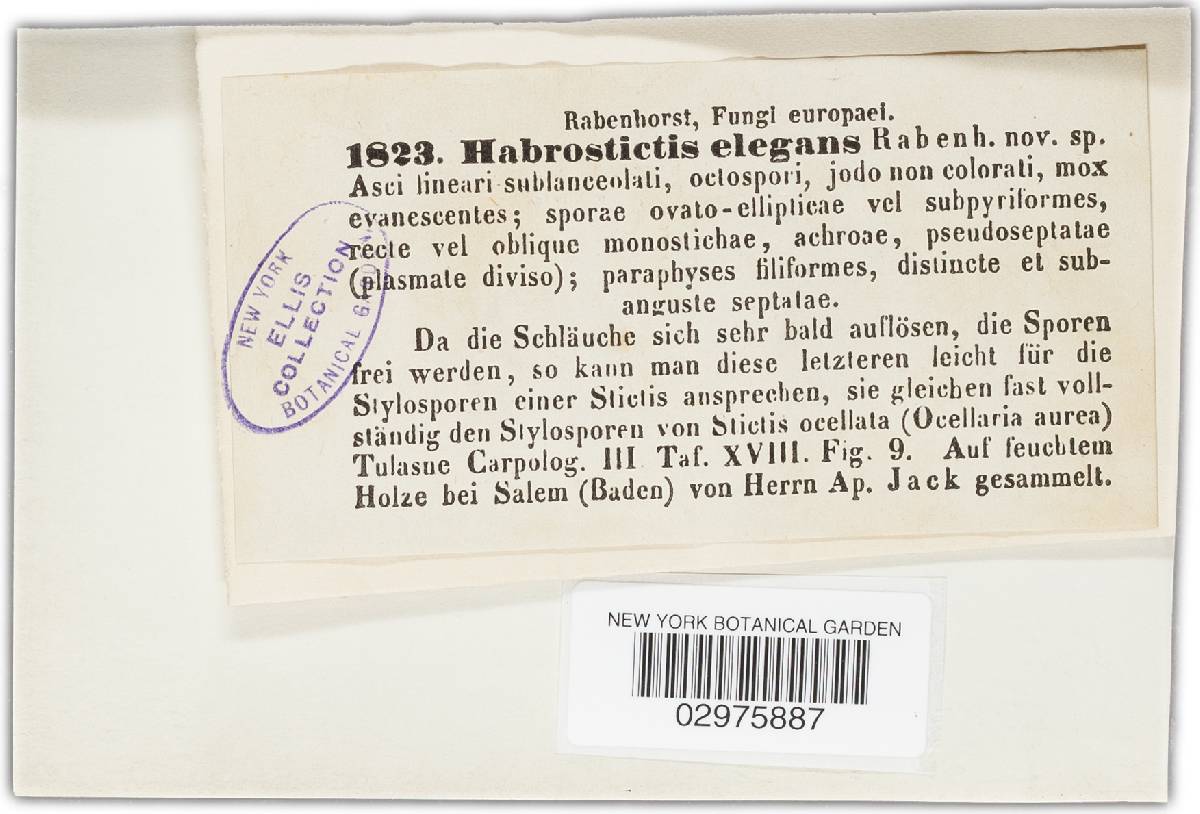 Rabenhorst, Fungi europaei.
1823. Habrostictis elegans Rabenh. nov. sp.
Asci lineari-sublanceolati, octospori, jodo non colorati, mox
evanescentes; sporae ovato-ellipticae vel subpyriformes,
recte vel oblique monostichae, achroae, pseudoseptatae
(plasmate diviso); paraphyses filiformes, distincte et sub-
anguste septatae.
Da die Schläuche sich sehr bald auflösen, die Sporen
frei werden, so kann man diese letzteren leicht für die
Stylosporen einer Stictis ansprechen, sie gleichen fast voll-
ständig den Stylosporen von Stictis ocellata (Ocellaria aurea)
Tulasne Carpolog. III Taf. XVIII. Fig. 9. Auf feuchtem
Holze bei Salem (Baden) von Herrn Ap. Jack gesammelt.
NEW YORK
ELLIS
COLLECTION
BOTANICAL GARDEN
NEW YORK BOTANICAL GARDEN
02975887